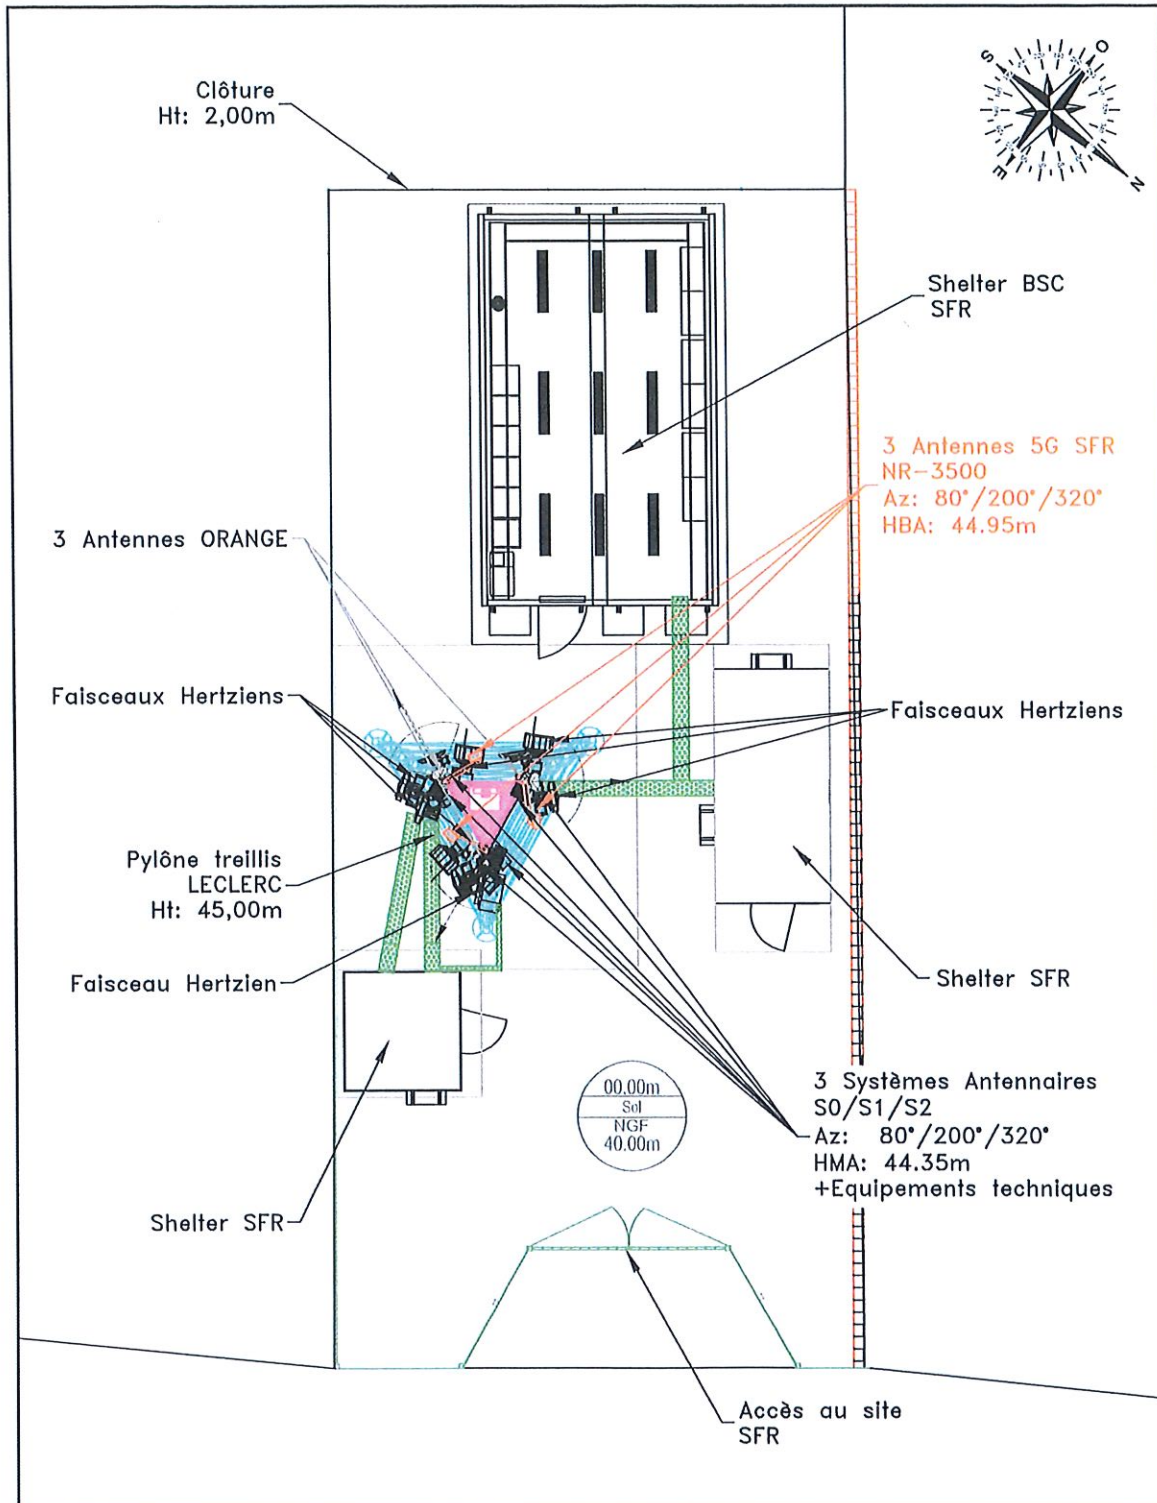 Clôture
Ht: 2,00m
S
O
E
N
Shelter BSC
SFR
3 Antennes 5G SFR
NR-3500
Az: 80°/200°/320°
HBA: 44.95m
3 Antennes ORANGE
Faisceaux Hertziens
Faisceaux Hertziens
Pylône treillis
LECLERC
Ht: 45,00m
Faisceau Hertzien
Shelter SFR
00.00m
Sol
NGF
40.00m
3 Systèmes Antennaires
S0/S1/S2
Az: 80°/200°/320°
HMA: 44.35m
+Equipements techniques
Shelter SFR
Accès au site
SFR